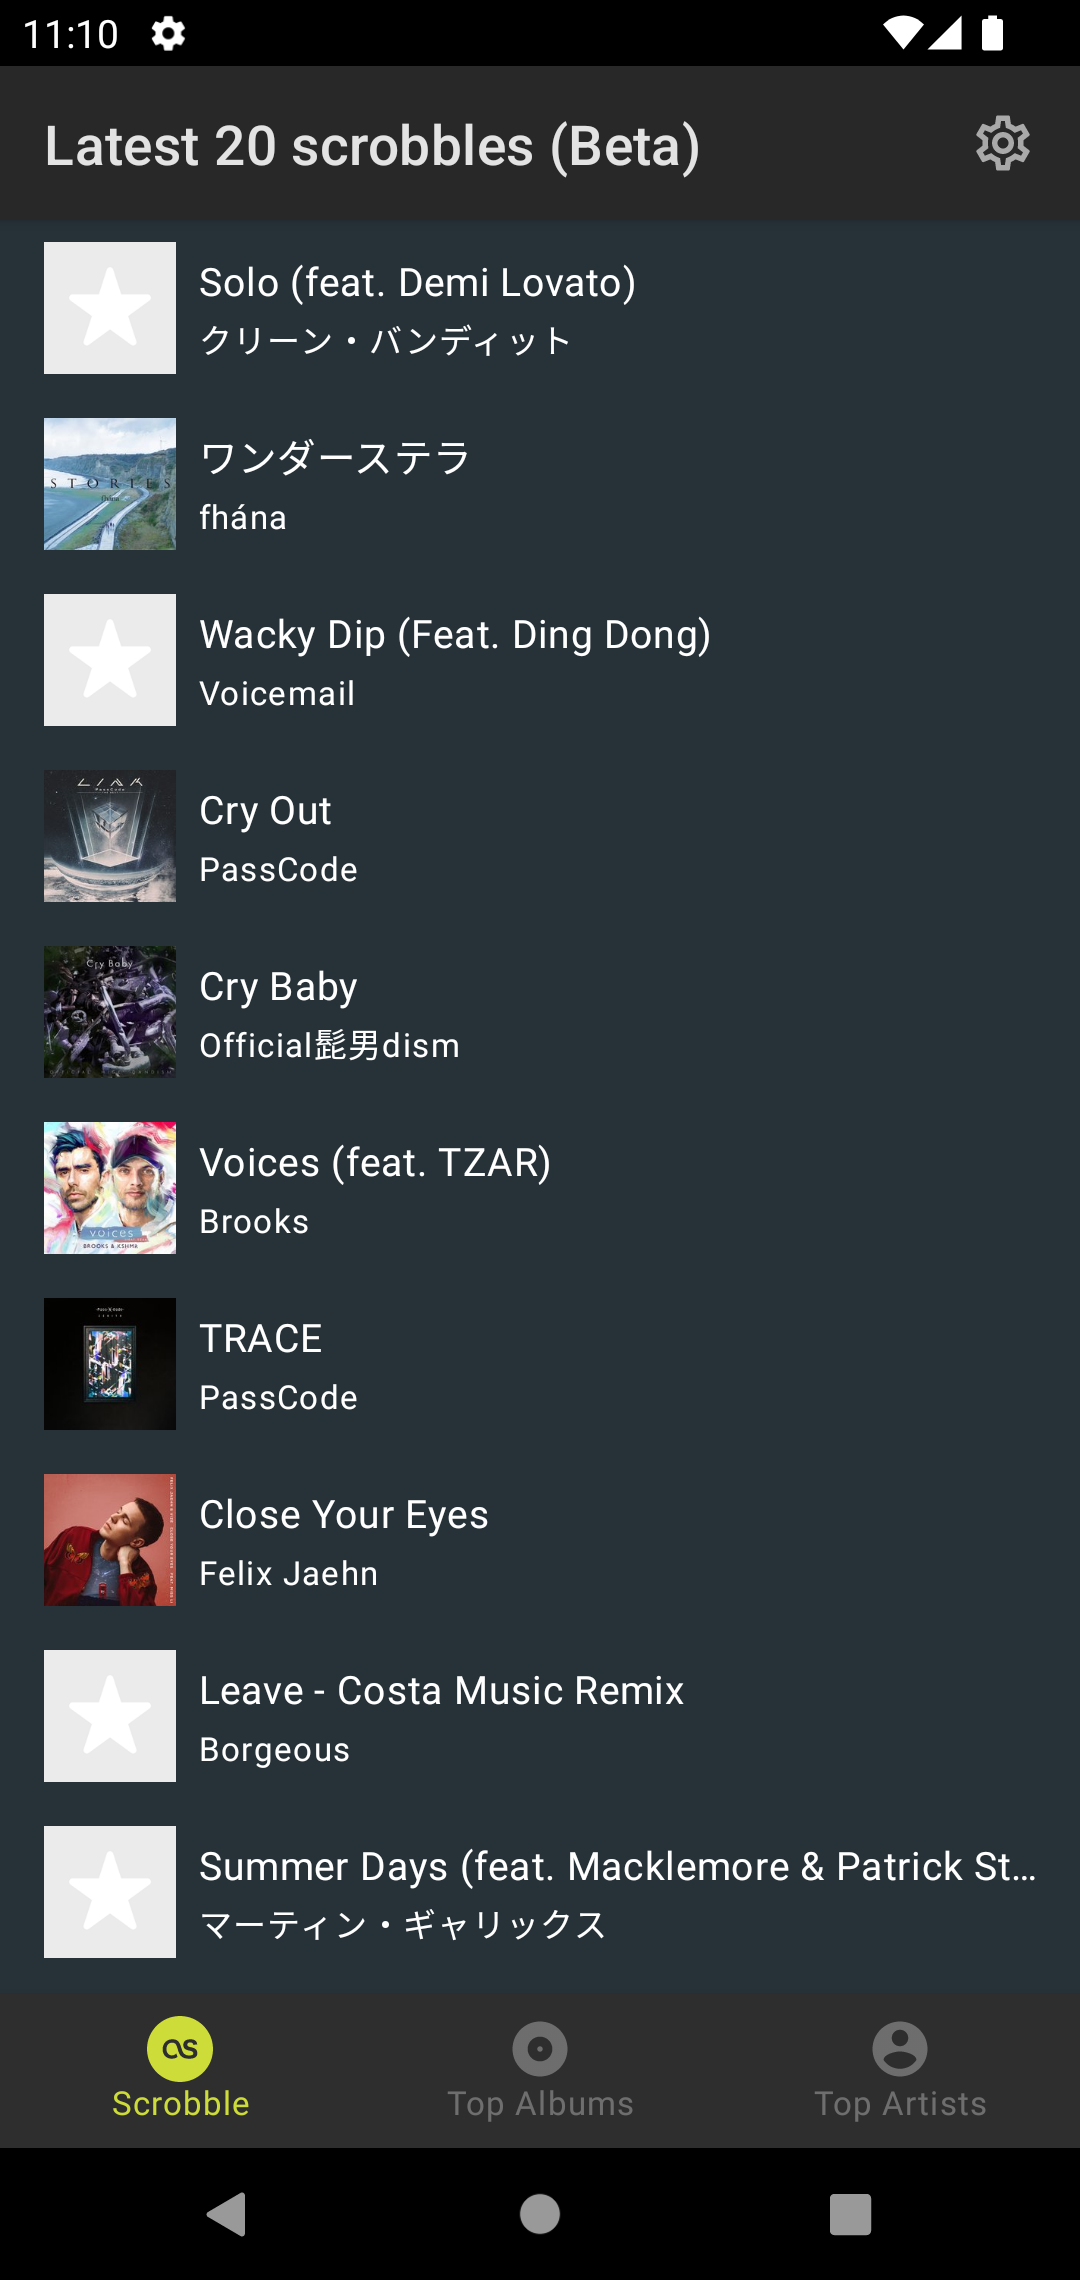 11:10
Latest 20 scrobbles (Beta)
Solo (feat. Demi Lovato)
クリーン・バンディット
STORIES
fhána
ワンダーステラ
fhána
Wacky Dip (Feat. Ding Dong)
Voicemail
PassCode
Cry Out
PassCode
Cry Baby
Cry Baby
Official髭男dism
Voices (feat. TZAR)
Brooks
voices
BROOKS & KSHMR
TRACE
PassCode
Close Your Eyes
Felix Jaehn
Leave - Costa Music Remix
Borgeous
Summer Days (feat. Macklemore & Patrick St...
マーティン・ギャリックス
Scrobble
Top Albums
Top Artists